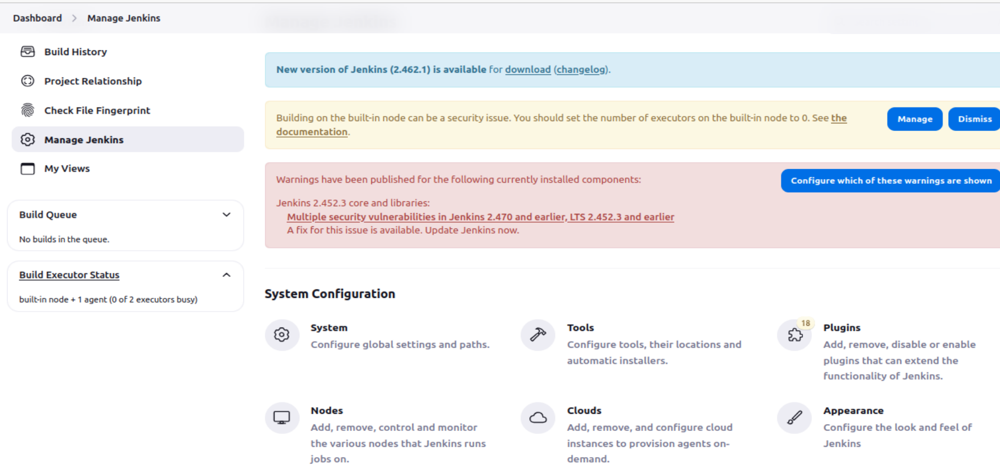 Dashboard > Manage Jenkins
Build History
Project Relationship
Check File Fingerprint
Manage Jenkins
My Views
Build Queue
No builds in the queue.
Build Executor Status
built-in node + 1 agent (0 of 2 executors busy)
New version of Jenkins (2.462.1) is available for download (changelog).
Building on the built-in node can be a security issue. You should set the number of executors on the built-in node to 0. See the
documentation.
Manage
Dismiss
Warnings have been published for the following currently installed components:
Configure which of these warnings are shown
Jenkins 2.452.3 core and libraries:
Multiple security vulnerabilities in Jenkins 2.470 and earlier, LTS 2.452.3 and earlier
A fix for this issue is available. Update Jenkins now.
System Configuration
System
Configure global settings and paths.
Tools
Configure tools, their locations and
automatic installers.
18
Plugins
Add, remove, disable or enable
plugins that can extend the
functionality of Jenkins.
Nodes
Add, remove, control and monitor
the various nodes that Jenkins runs
jobs on.
Clouds
Add, remove, and configure cloud
instances to provision agents on-
demand.
Appearance
Configure the look and feel of
Jenkins